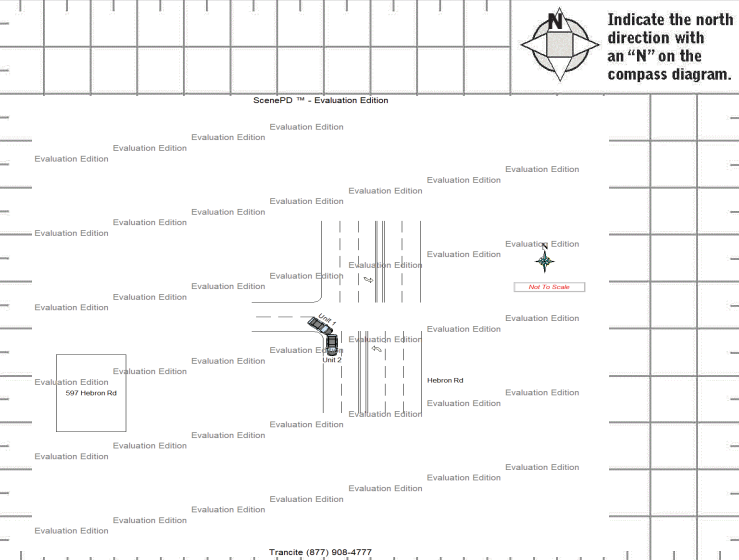 N
Indicate the north
direction with
an “N” on the
compass diagram.
ScenePD ™ - Evaluation Edition
Evaluation Edition
Evaluation Edition
Evaluation Edition
Evaluation Edition
Evaluation Edition
Evaluation Edition
Evaluation Edition
Evaluation Edition
Evaluation Edition
Evaluation Edition
Evaluation Edition
Evaluation Edition
N
Evaluation Edition
Evaluation Edition
Evaluation Edition
Not To Scale
Evaluation Edition
Evaluation Edition
Evaluation Edition
Unit 1
Evaluation Edition
Evaluation Edition
Evaluation Edition
Unit 2
Evaluation Edition
Evaluation Edition
Hebron Rd
Evaluation Edition
597 Hebron Rd
Evaluation Edition
Evaluation Edition
Evaluation Edition
Evaluation Edition
Evaluation Edition
Evaluation Edition
Evaluation Edition
Evaluation Edition
Evaluation Edition
Evaluation Edition
Evaluation Edition
Evaluation Edition
Evaluation Edition
Trancite (877) 908-4777